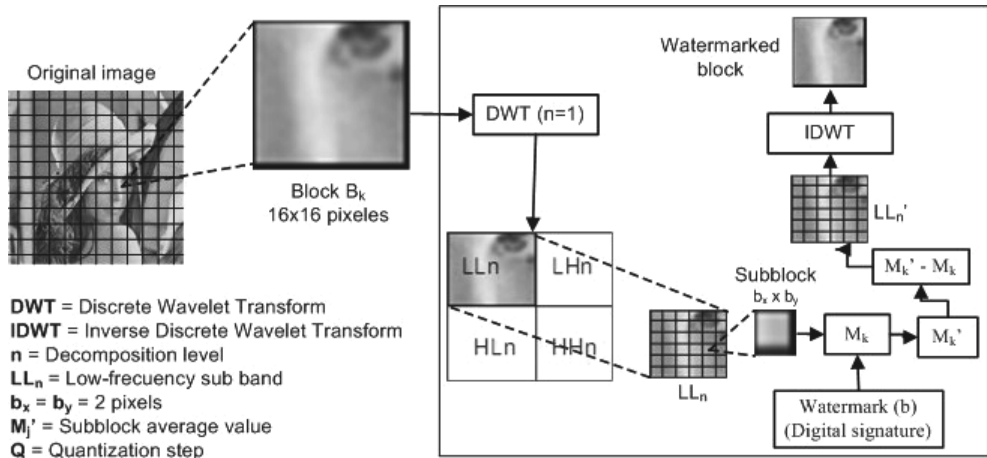 Original image
Block Bk
16x16 pixeles
DWT = Discrete Wavelet Transform
IDWT = Inverse Discrete Wavelet Transform
n = Decomposition level
LLn = Low-frecuency sub band
bx = by = 2 pixels
Mj' = Subblock average value
Q = Quantization step
DWT (n=1)
LLn
LHn
HLn
HHn
LLn
Subblock
bx x by
Mk
Watermark (b)
(Digital signature)
Mk'
Mk' - Mk
LLn'
IDWT
Watermarked
block